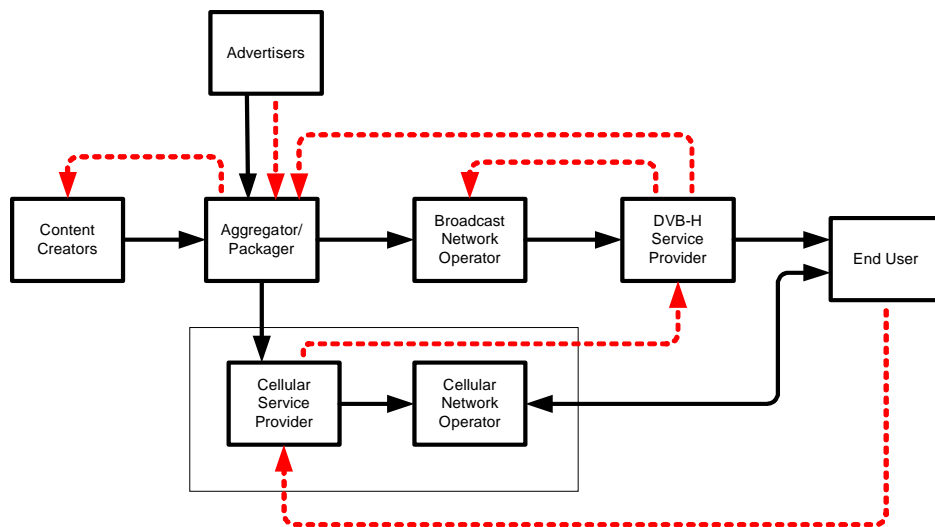 Advertisers
Content
Creators
Aggregator/
Packager
Broadcast
Network
Operator
DVB-H
Service
Provider
End User
Cellular
Service
Provider
Cellular
Network
Operator